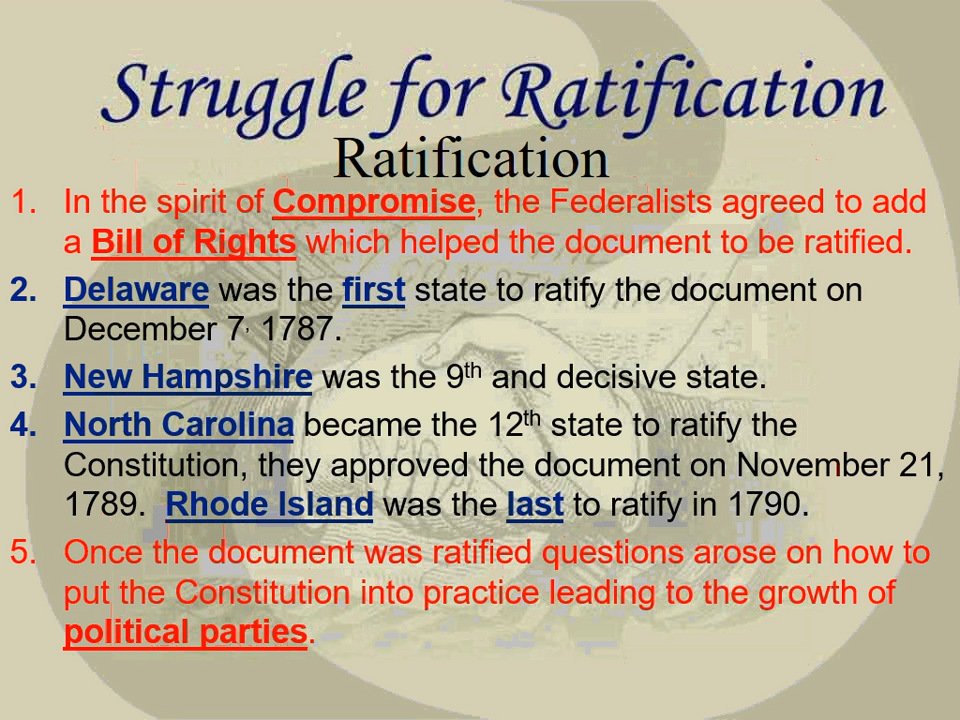 Struggle for Ratification
Ratification
1. In the spirit of Compromise, the Federalists agreed to add
a Bill of Rights which helped the document to be ratified.
2. Delaware was the first state to ratify the document on
December 7, 1787.
3. New Hampshire was the 9th and decisive state.
4. North Carolina became the 12th state to ratify the
Constitution, they approved the document on November 21,
1789. Rhode Island was the last to ratify in 1790.
5. Once the document was ratified questions arose on how to
put the Constitution into practice leading to the growth of
political parties.